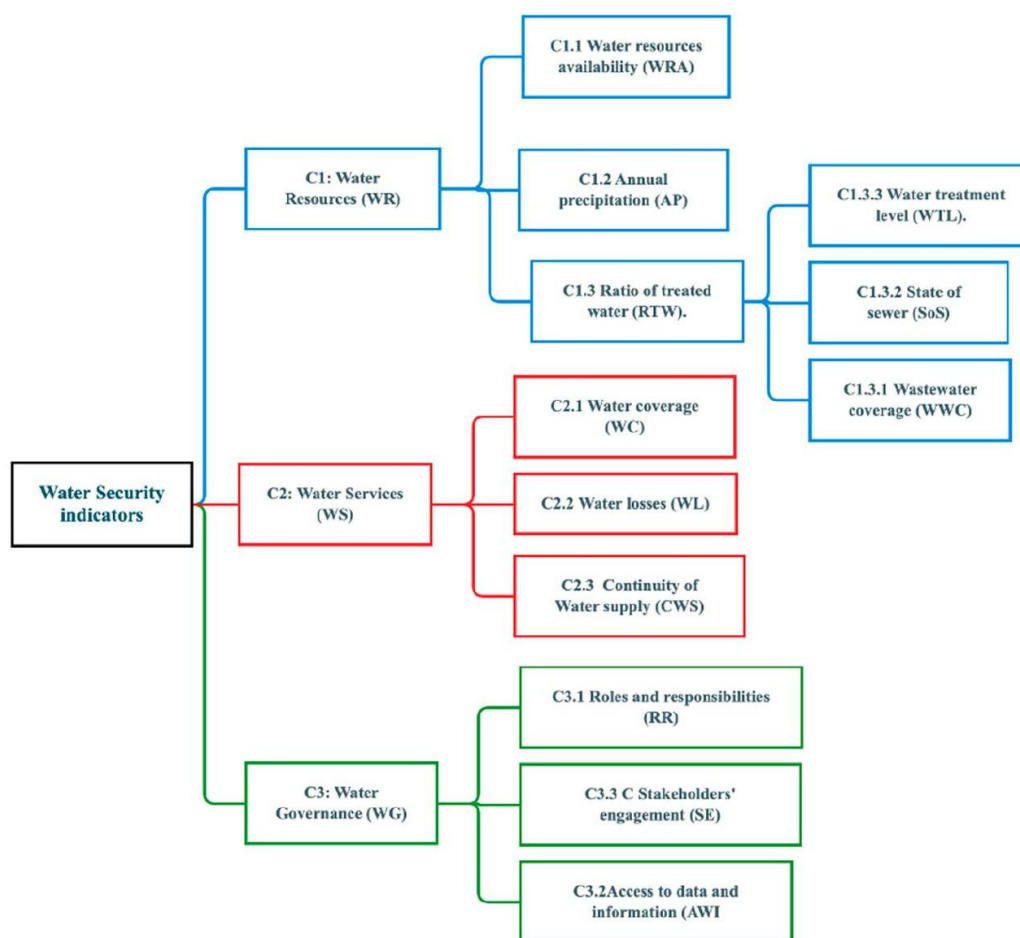 C1.1 Water resources
availability (WRA)
C1: Water
Resources (WR)
C1.2 Annual
precipitation (AP)
C1.3.3 Water treatment
level (WTL).
C1.3 Ratio of treated
water (RTW).
C1.3.2 State of
sewer (SoS)
C1.3.1 Wastewater
coverage (WWC)
C2.1 Water coverage
(WC)
Water Security
indicators
C2: Water Services
(WS)
C2.2 Water losses (WL)
C2.3 Continuity of
Water supply (CWS)
C3.1 Roles and responsibilities
(RR)
C3: Water
Governance (WG)
C3.3 C Stakeholders'
engagement (SE)
C3.2Access to data and
information (AWI